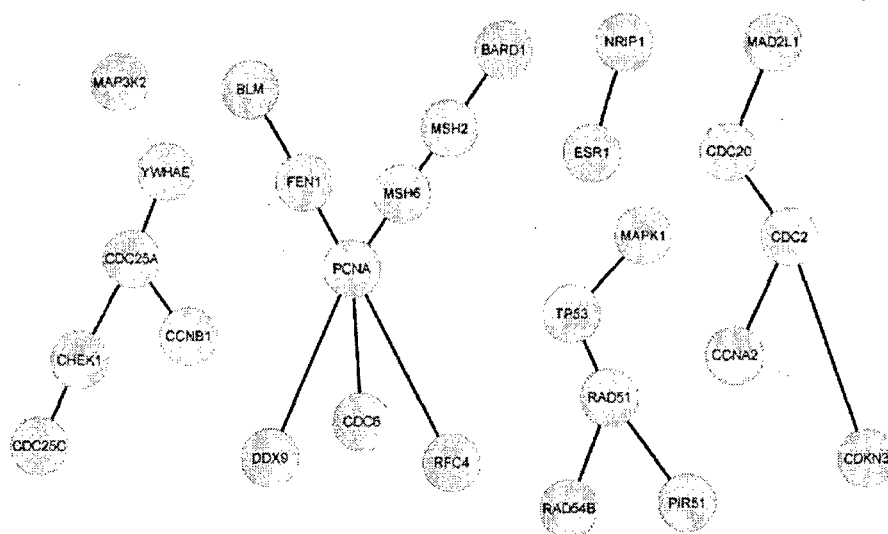 BARD1
NRIP1
MAD2L1
MAP3K2
BLM
MSH2
ESR1
CDC20
YWHAE
FEN1
MSH6
MAPK1
CDC2
CDC25A
PCNA
TP53
CCNB1
CHEK1
CCNA2
RAD51
CDC6
CDC25C
DDX9
RFC4
CDKN3
RAD54B
PIR51